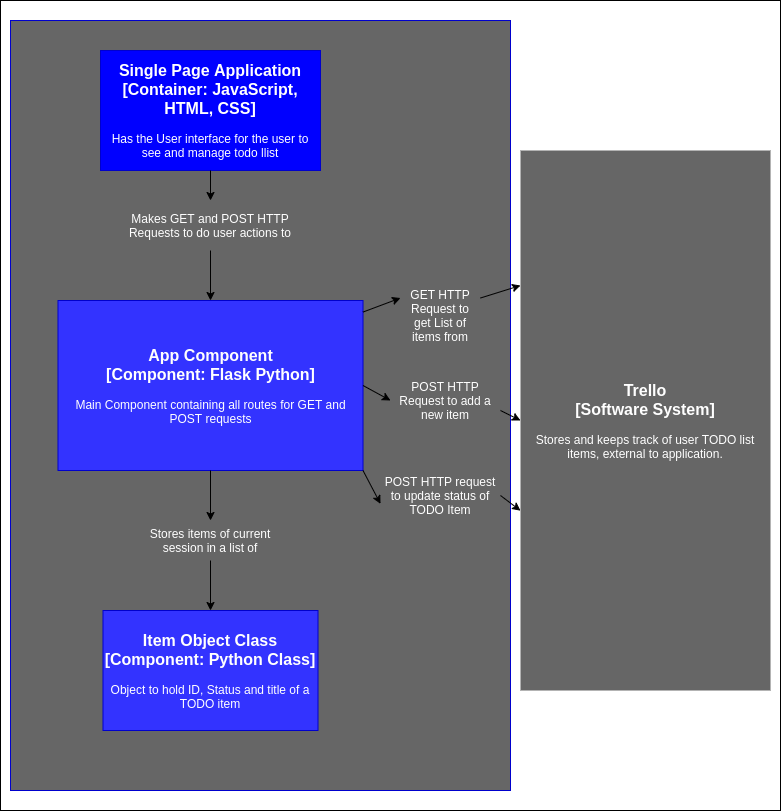 Single Page Application
[Container: JavaScript,
HTML, CSS]
Has the User interface for the user to
see and manage todo llist
Makes GET and POST HTTP
Requests to do user actions to
App Component
[Component: Flask Python]
Main Component containing all routes for GET and
POST requests
GET HTTP
Request to
get List of
items from
POST HTTP
Request to add a
new item
POST HTTP request
to update status of
TODO Item
Trello
[Software System]
Stores and keeps track of user TODO list
items, external to application.
Stores items of current
session in a list of
Item Object Class
[Component: Python Class]
Object to hold ID, Status and title of a
TODO item